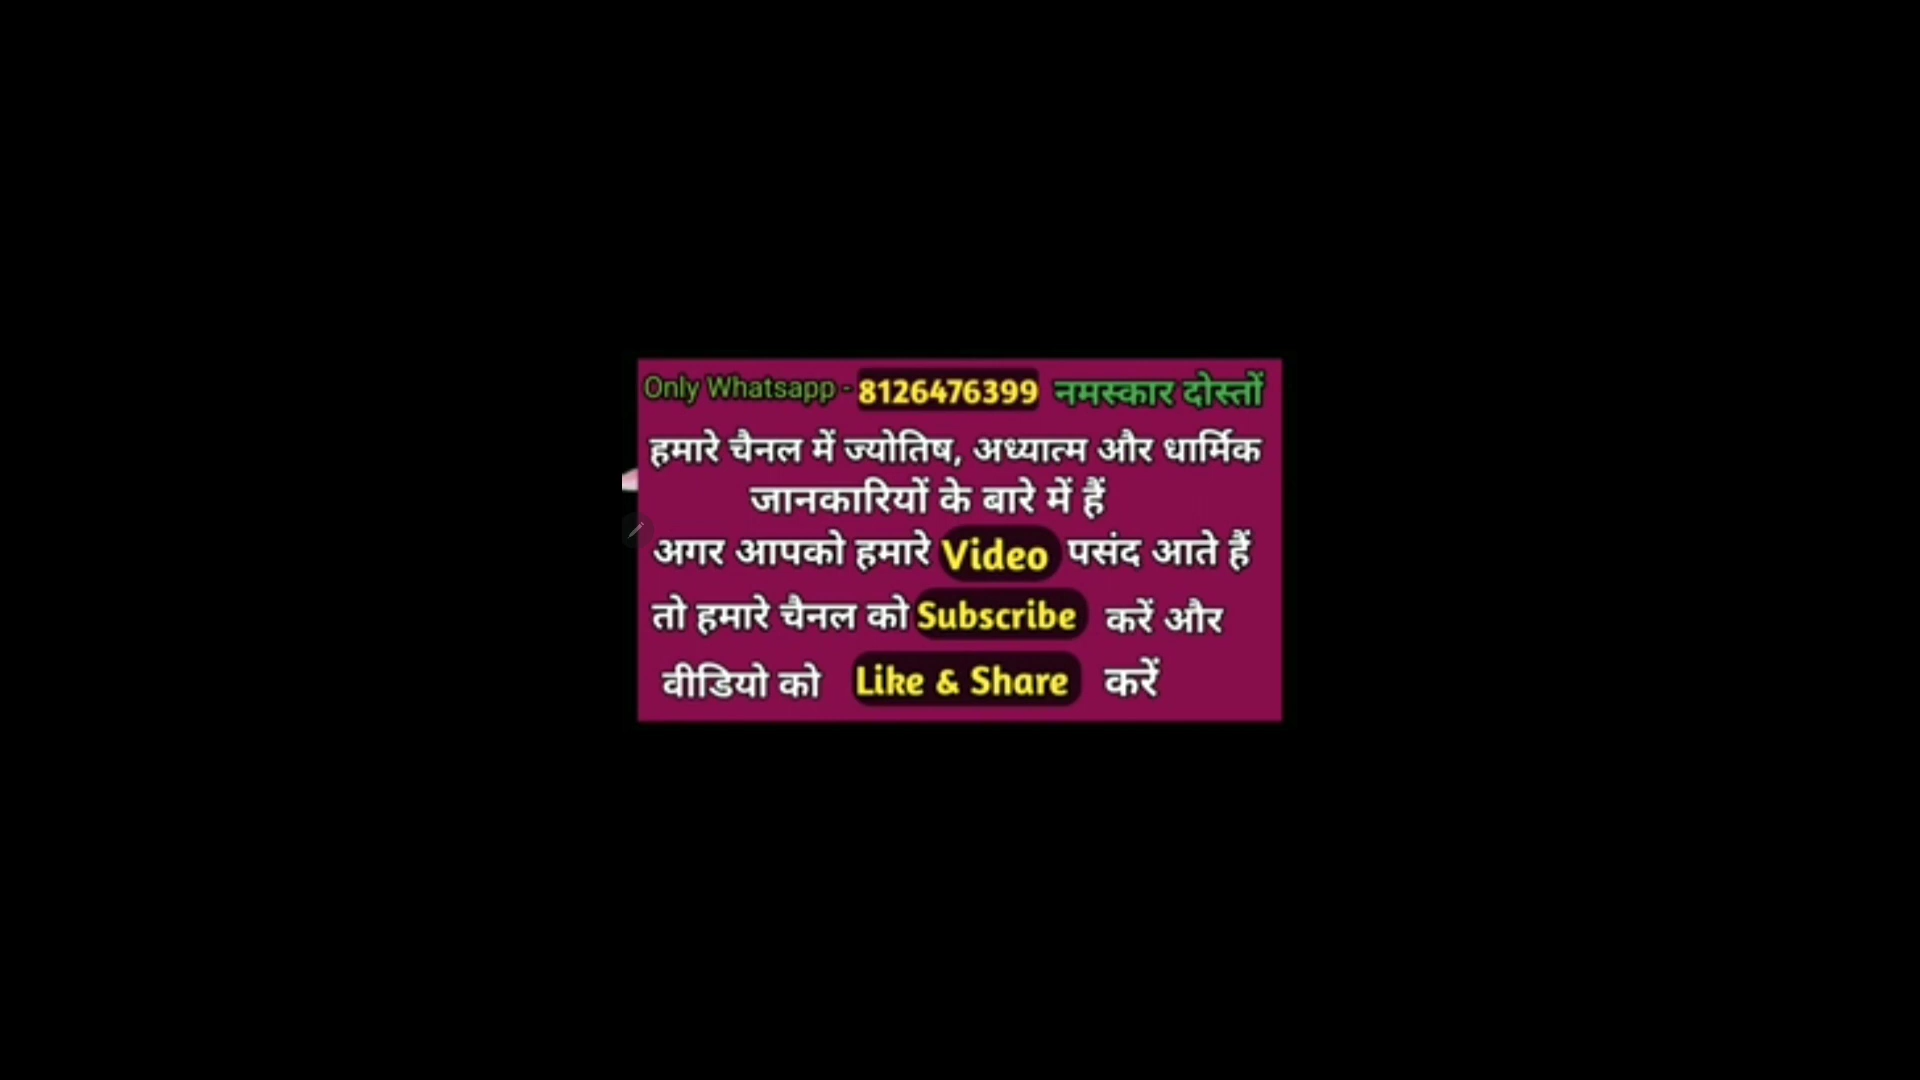 Only Whatsapp - 8126476399 नमस्कार दोस्तों
हमारे चैनल में ज्योतिष, अध्यात्म और धार्मिक
जानकारियों के बारे में हैं
अगर आपको हमारे Video पसंद आते हैं
तो हमारे चैनल को Subscribe करें और
वीडियो को Like & Share करें